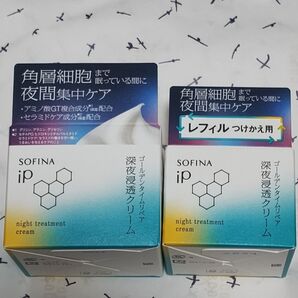 角層細胞まで
眠っている間に
夜間集中ケア
・アミノ酸GT複合成分配合
・セラミドケア成分配合
SOFINA
iP
ゴールデンタイムリペア
深夜浸透クリーム
night treatment
cream
角層細胞まで
眠っている間に
夜間集中ケア
レフィル つけかえ用
SOFINA
iP
ゴールデンタイムリペア
深夜浸透クリーム
night treatment
cream